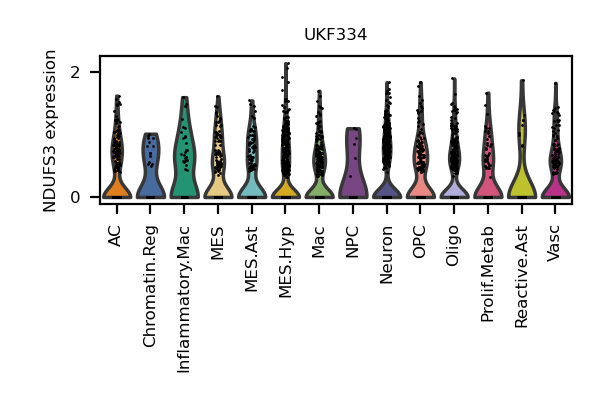 UKF334
NDUFS3 expression
2
0
AC
Chromatin.Reg
Inflammatory.Mac
MES
MES.Ast
MES.Hyp
Mac
NPC
Neuron
OPC
Oligo
Prolif.Metab
Reactive.Ast
Vasc